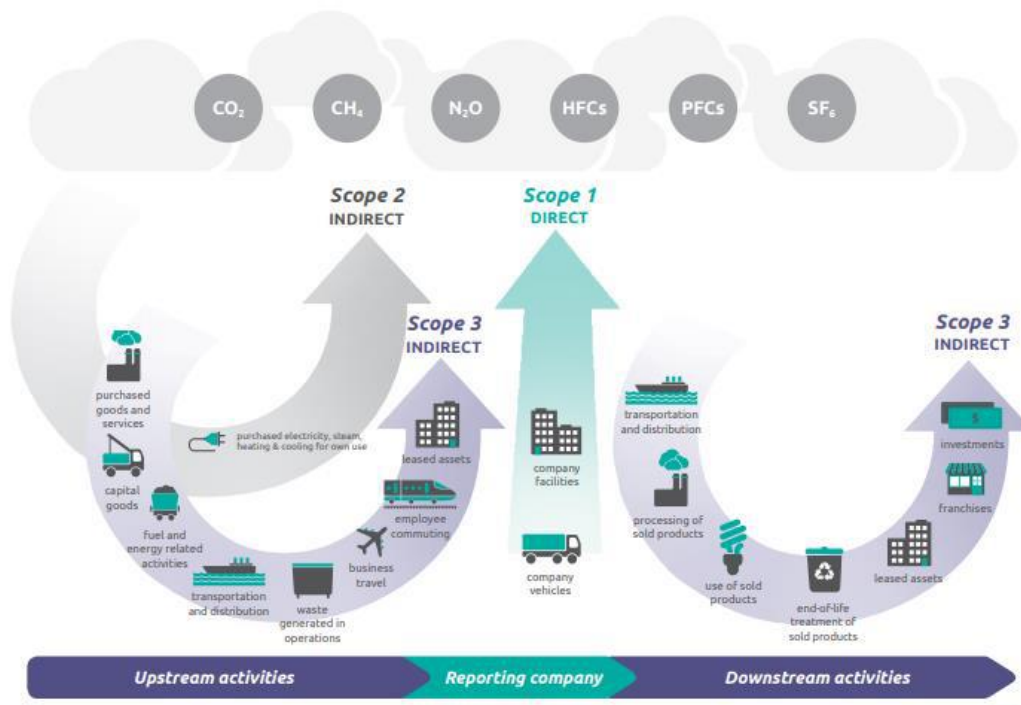 CO₂
CH₄
N₂O
HFCs
PFCs
SF₆
Scope 2
INDIRECT
Scope 1
DIRECT
Scope 3
INDIRECT
Scope 3
INDIRECT
purchased
goods and
services
capital
goods
fuel and
energy related
activities
transportation
and distribution
waste
generated in
operations
business
travel
employee
commuting
leased assets
purchased electricity, steam,
heating & cooling for own use
company
facilities
company
vehicles
transportation
and distribution
processing of
sold products
use of sold
products
end-of-life
treatment of
sold products
leased assets
franchises
$
investments
Upstream activities
Reporting company
Downstream activities